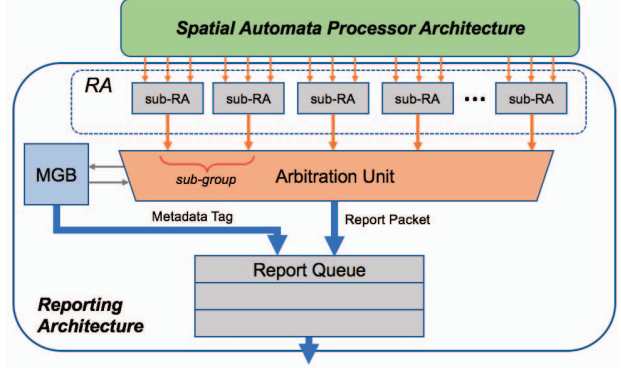 Spatial Automata Processor Architecture
RA
sub-RA sub-RA sub-RA sub-RA ... sub-RA
MGB
sub-group
Arbitration Unit
Metadata Tag
Report Packet
Report Queue
Reporting
Architecture